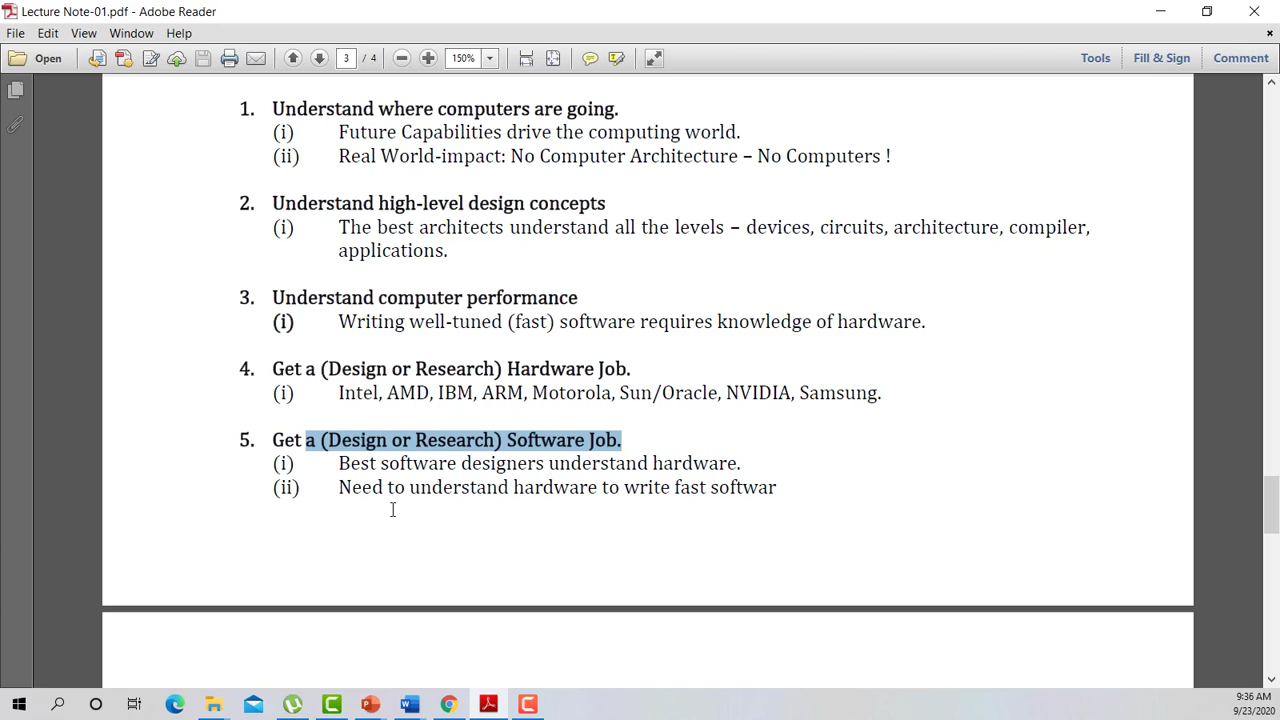 Lecture Note-01.pdf - Adobe Reader
File Edit View Window Help
Open 3 / 4 150% Tools Fill & Sign Comment
1. Understand where computers are going.
(i) Future Capabilities drive the computing world.
(ii) Real World-impact: No Computer Architecture – No Computers !
2. Understand high-level design concepts
(i) The best architects understand all the levels – devices, circuits, architecture, compiler,
applications.
3. Understand computer performance
(i) Writing well-tuned (fast) software requires knowledge of hardware.
4. Get a (Design or Research) Hardware Job.
(i) Intel, AMD, IBM, ARM, Motorola, Sun/Oracle, NVIDIA, Samsung.
5. Get a (Design or Research) Software Job.
(i) Best software designers understand hardware.
(ii) Need to understand hardware to write fast softwar
9:36 AM
9/23/2020